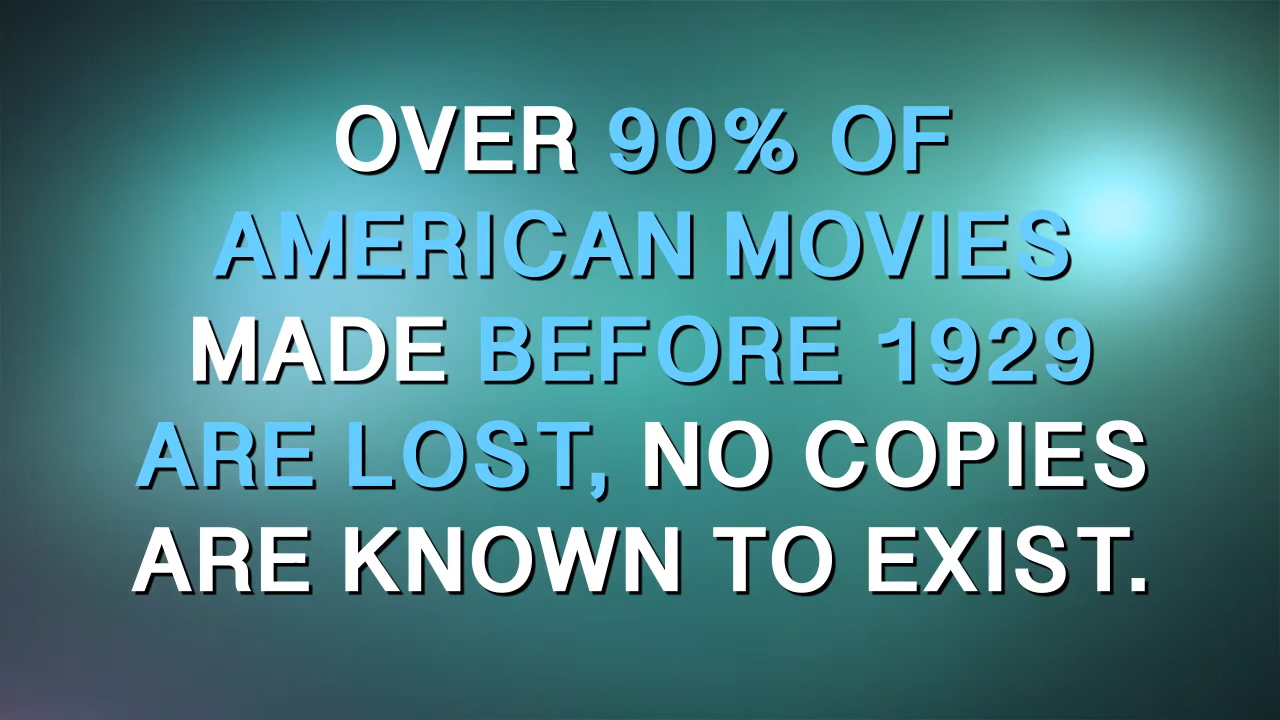 OVER 90% OF
AMERICAN MOVIES
MADE BEFORE 1929
ARE LOST, NO COPIES
ARE KNOWN TO EXIST.